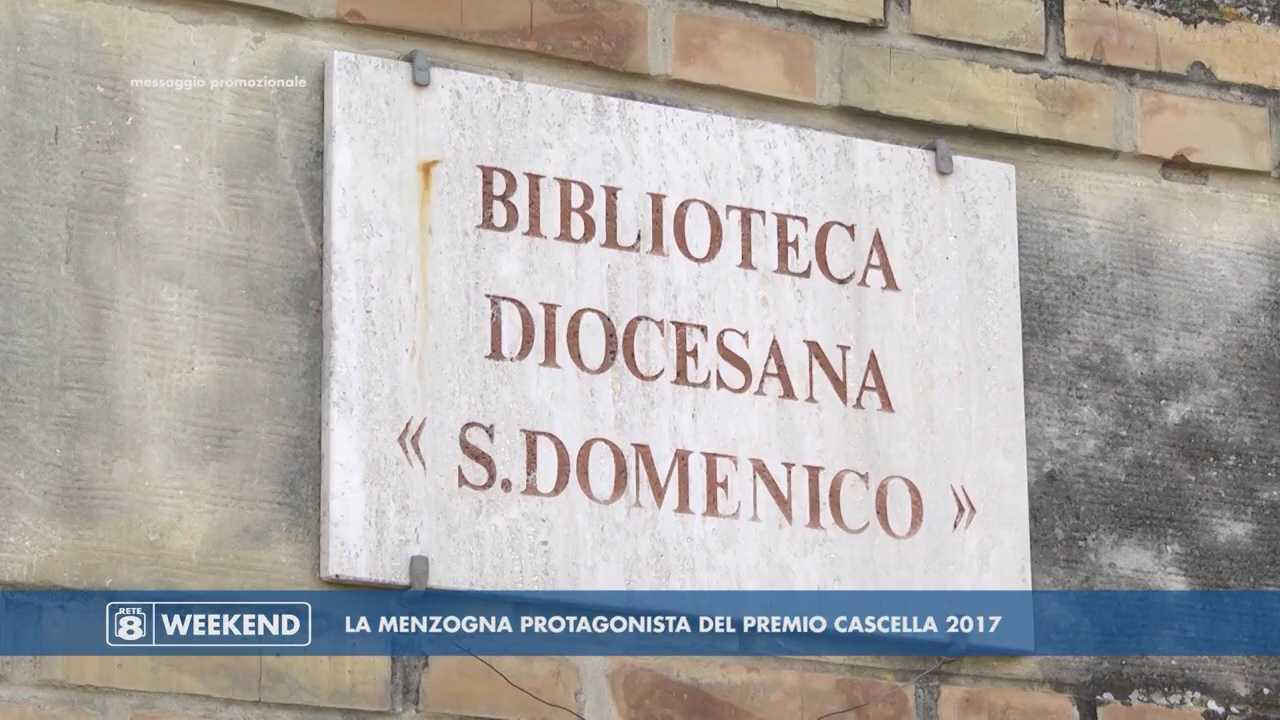 messaggio promozionale
BIBLIOTECA
DIOCESANA
« S.DOMENICO »
RETE 8 WEEKEND
LA MENZOGNA PROTAGONISTA DEL PREMIO CASCELLA 2017